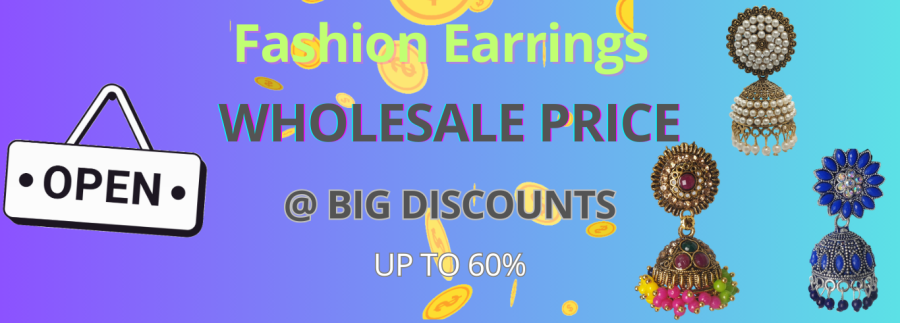 Fashion Earrings
WHOLESALE PRICE
• OPEN •
@ BIG DISCOUNTS
UP TO 60%